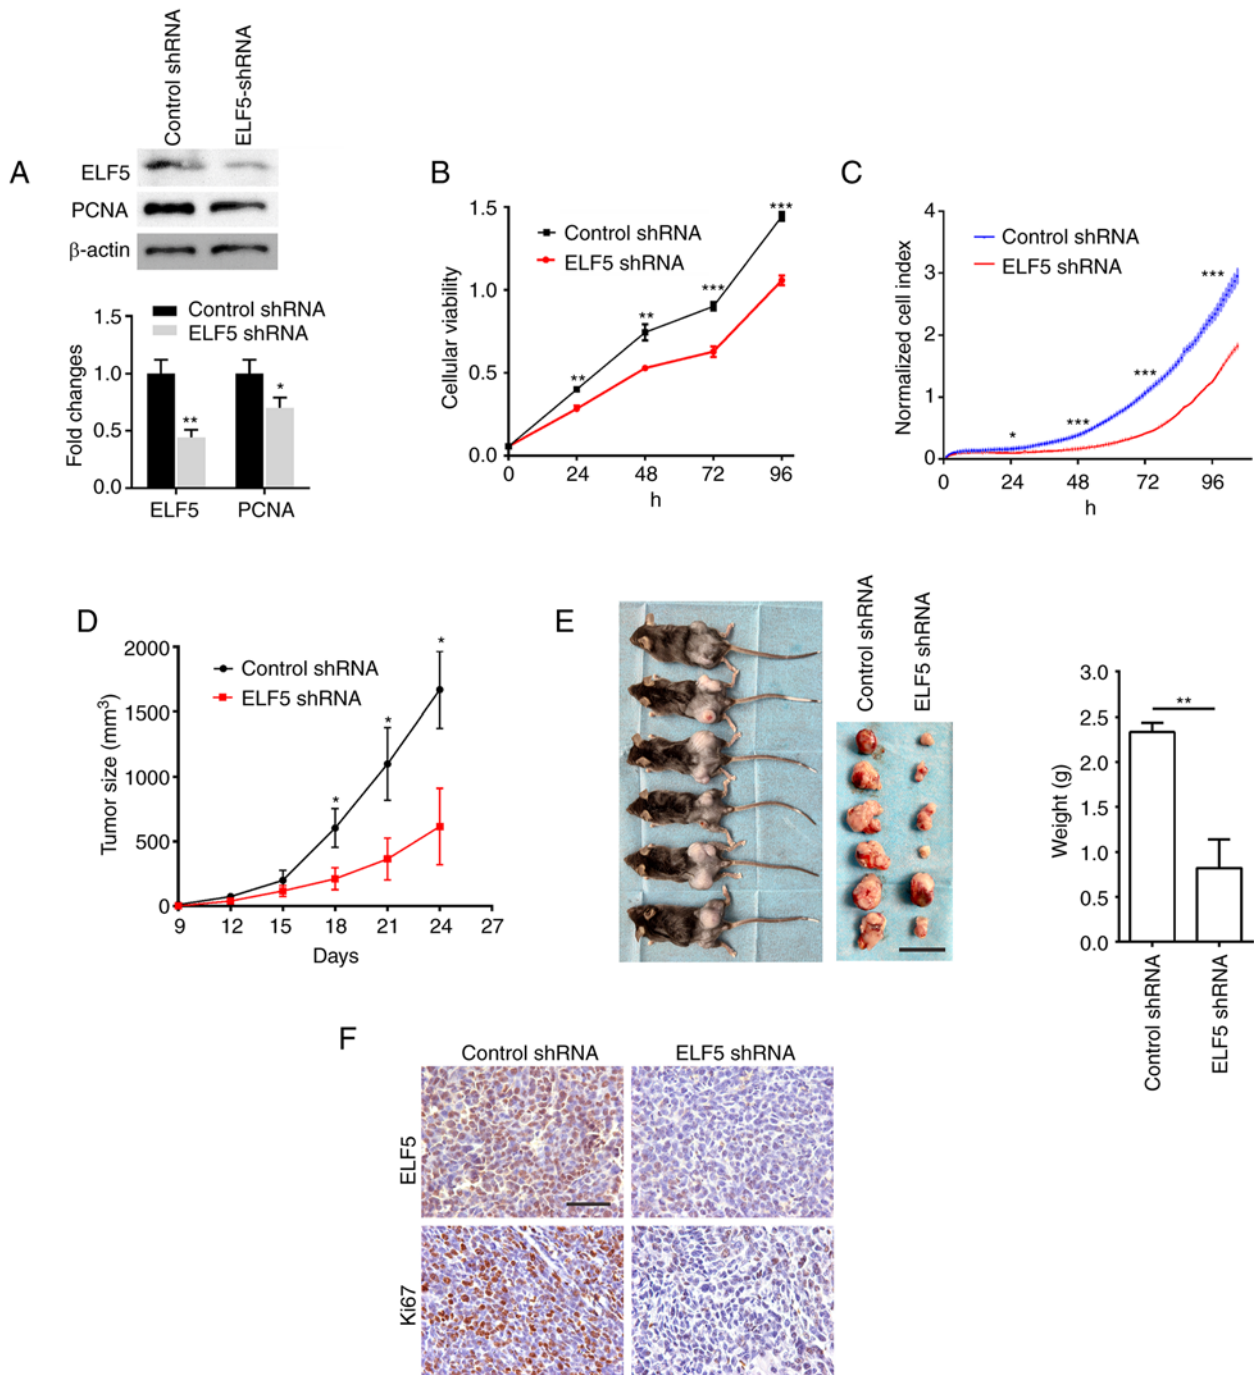 A
Control shRNA
ELF5-shRNA
ELF5
PCNA
β-actin
Control shRNA
ELF5 shRNA
Fold changes
1.5
1.0
0.5
0.0
**
*
ELF5 PCNA
B
Cellular viability
1.5
1.0
0.5
0.0
Control shRNA
ELF5 shRNA
**
**
***
***
0 24 48 72 96
h
C
Normalized cell index
4
3
2
1
0
Control shRNA
ELF5 shRNA
*
***
***
***
0 24 48 72 96
h
D
Tumor size (mm³)
2000
1500
1000
500
0
Control shRNA
ELF5 shRNA
*
*
*
9 12 15 18 21 24 27
Days
E
Control shRNA
ELF5 shRNA
Weight (g)
3.0
2.5
2.0
1.5
1.0
0.5
0.0
**
Control shRNA
ELF5 shRNA
F
Control shRNA ELF5 shRNA
ELF5
Ki67